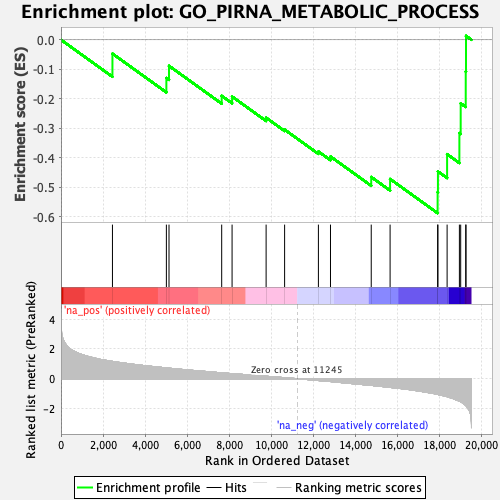 Enrichment plot: GO_PIRNA_METABOLIC_PROCESS
Enrichment score (ES)
0.0
-0.1
-0.2
-0.3
-0.4
-0.5
-0.6
'na_pos' (positively correlated)
Ranked list metric (PreRanked)
4
2
0
-2
Zero cross at 11245
'na_neg' (negatively correlated)
0
2,000
4,000
6,000
8,000
10,000
12,000
14,000
16,000
18,000
20,000
Rank in Ordered Dataset
Enrichment profile
Hits
Ranking metric scores